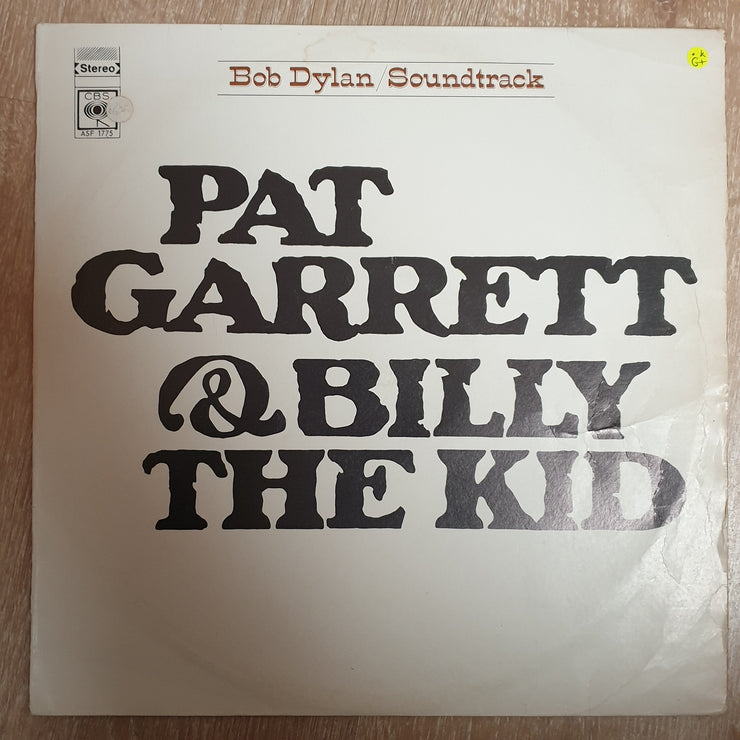 Stereo
CBS
ASF 1775
Bob Dylan/Soundtrack
G+
PAT
GARRETT
& BILLY
THE KID